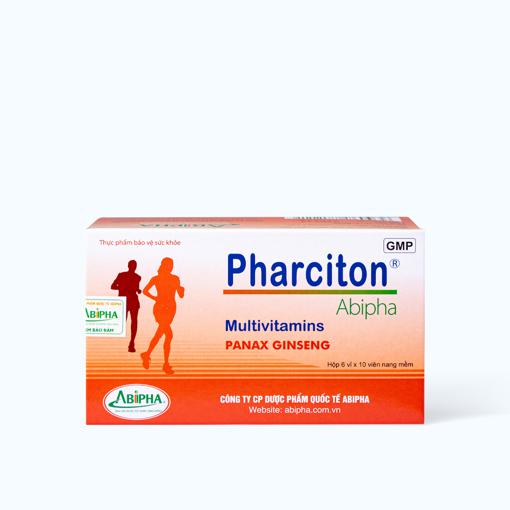 Thực phẩm bảo vệ sức khỏe
GMP
Pharciton®
Abipha
Multivitamins
PANAX GINSENG
Hộp 6 vỉ x 10 viên nang mềm
ABIPHA
ABIPHA
CÔNG TY CP DƯỢC PHẨM QUỐC TẾ ABIPHA
Website: abipha.com.vn